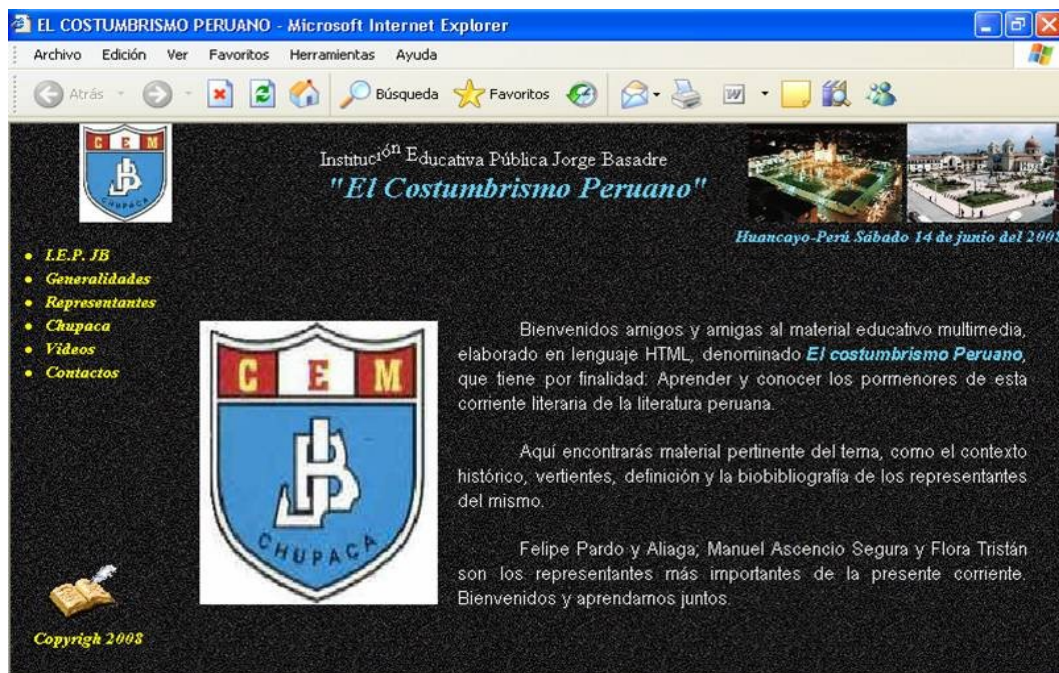 EL COSTUMBRISMO PERUANO - Microsoft Internet Explorer
Archivo Edición Ver Favoritos Herramientas Ayuda
Atrás Búsqueda Favoritos
W
C E M
JB
CHUPACA
Institución Educativa Pública Jorge Basadre
"El Costumbrismo Peruano"
Huancayo-Perú Sábado 14 de junio del 2008
I.E.P. JB
Generalidades
Representantes
Chupaca
Videos
Contactos
C E M
JB
CHUPACA
Bienvenidos amigos y amigas al material educativo multimedia,
elaborado en lenguaje HTML, denominado El costumbrismo Peruano,
que tiene por finalidad: Aprender y conocer los pormenores de esta
corriente literaria de la literatura peruana.
Aquí encontrarás material pertinente del tema, como el contexto
histórico, vertientes, definición y la biobibliografía de los representantes
del mismo.
Felipe Pardo y Aliaga; Manuel Ascencio Segura y Flora Tristán
son los representantes más importantes de la presente corriente.
Bienvenidos y aprendamos juntos.
Copyrigh 2008